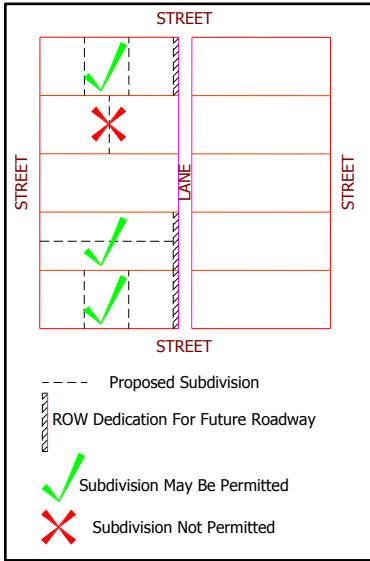 STREET
STREET
LANE
STREET
STREET
Proposed Subdivision
ROW Dedication For Future Roadway
Subdivision May Be Permitted
Subdivision Not Permitted